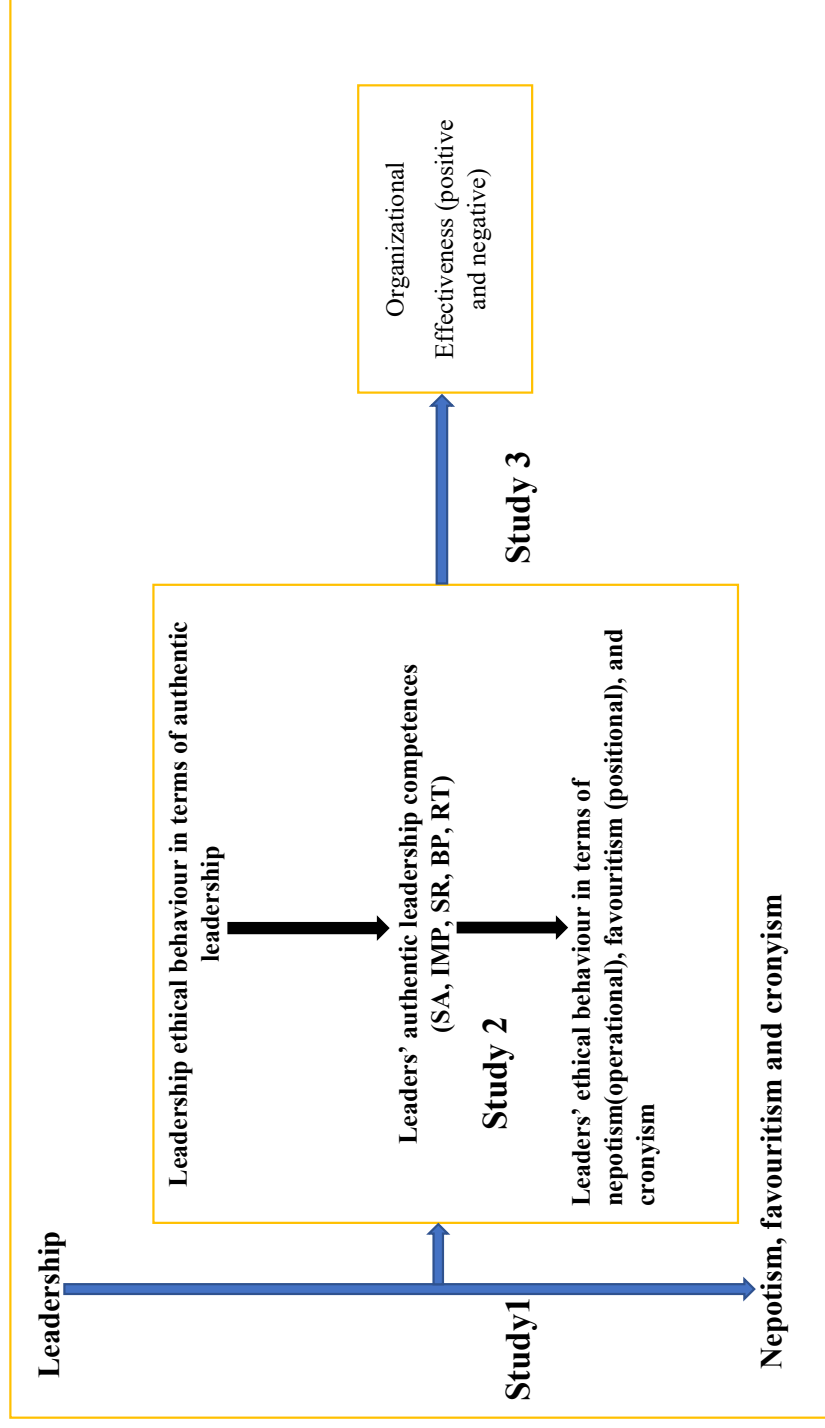 Leadership
Study1
Nepotism, favouritism and cronyism
Leadership ethical behaviour in terms of authentic
leadership
Leaders’ authentic leadership competences
(SA, IMP, SR, BP, RT)
Study 2
Leaders’ ethical behaviour in terms of
nepotism(operational), favouritism (positional), and
cronyism
Study 3
Organizational
Effectiveness (positive
and negative)